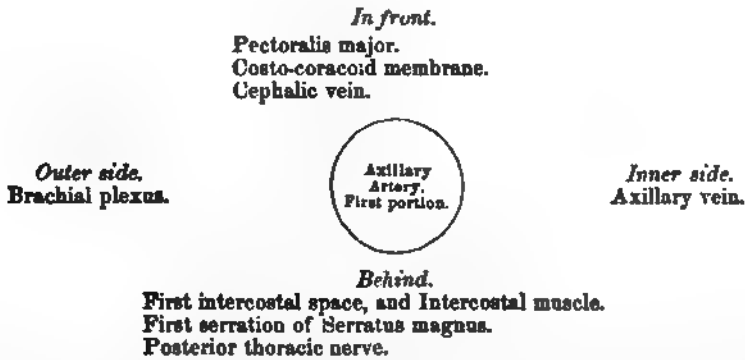 In front.
Pectoralis major.
Costo-coracoid membrane.
Cephalic vein.
Outer side.
Brachial plexus.
Axillary
Artery,
First portion.
Inner side.
Axillary vein.
Behind.
First intercostal space, and Intercostal muscle.
First serration of Serratus magnus.
Posterior thoracic nerve.